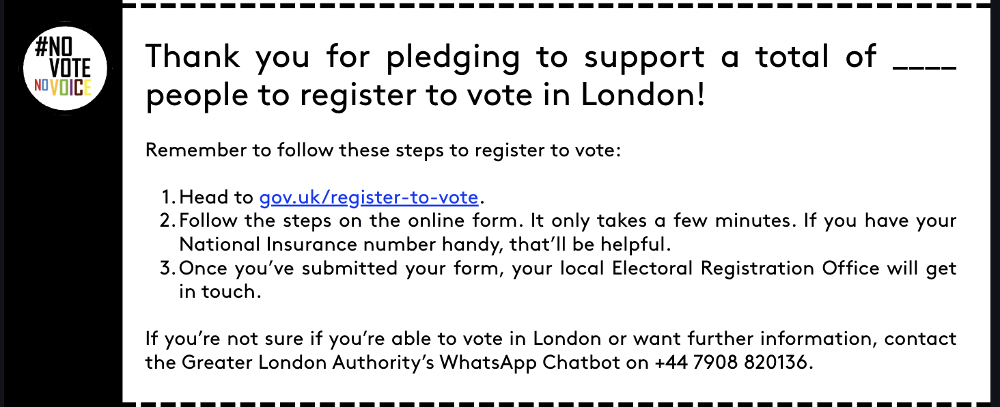 #NO
VOTE
NOVOICE
Thank you for pledging to support a total of ____
people to register to vote in London!
Remember to follow these steps to register to vote:
1. Head to gov.uk/register-to-vote.
2. Follow the steps on the online form. It only takes a few minutes. If you have your
National Insurance number handy, that’ll be helpful.
3. Once you’ve submitted your form, your local Electoral Registration Office will get
in touch.
If you’re not sure if you’re able to vote in London or want further information, contact
the Greater London Authority’s WhatsApp Chatbot on +44 7908 820136.